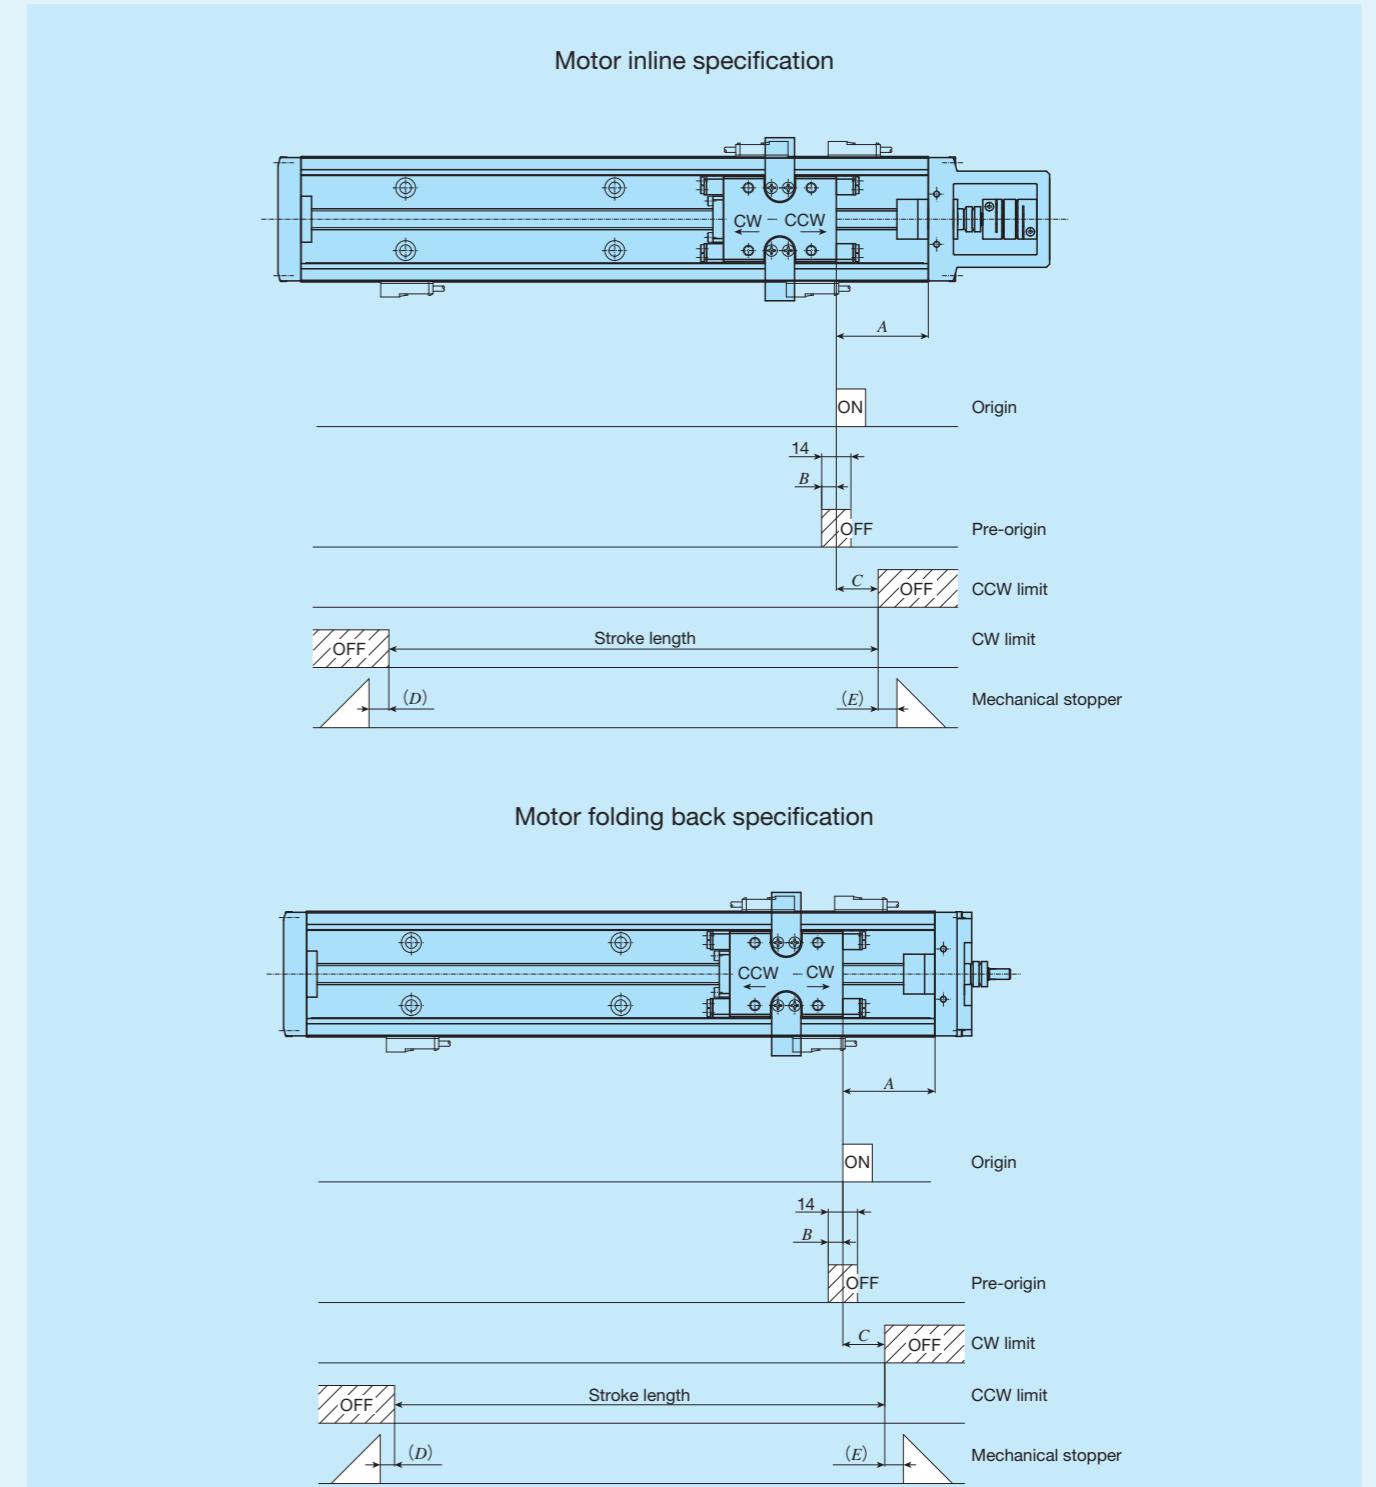 Motor inline specification
CW CCW
A
ON Origin
14
B
OFF Pre-origin
C OFF CCW limit
OFF Stroke length CW limit
(D) (E) Mechanical stopper
Motor folding back specification
CCW CW
A
ON Origin
14
B
OFF Pre-origin
C OFF CW limit
OFF Stroke length CCW limit
(D) (E) Mechanical stopper